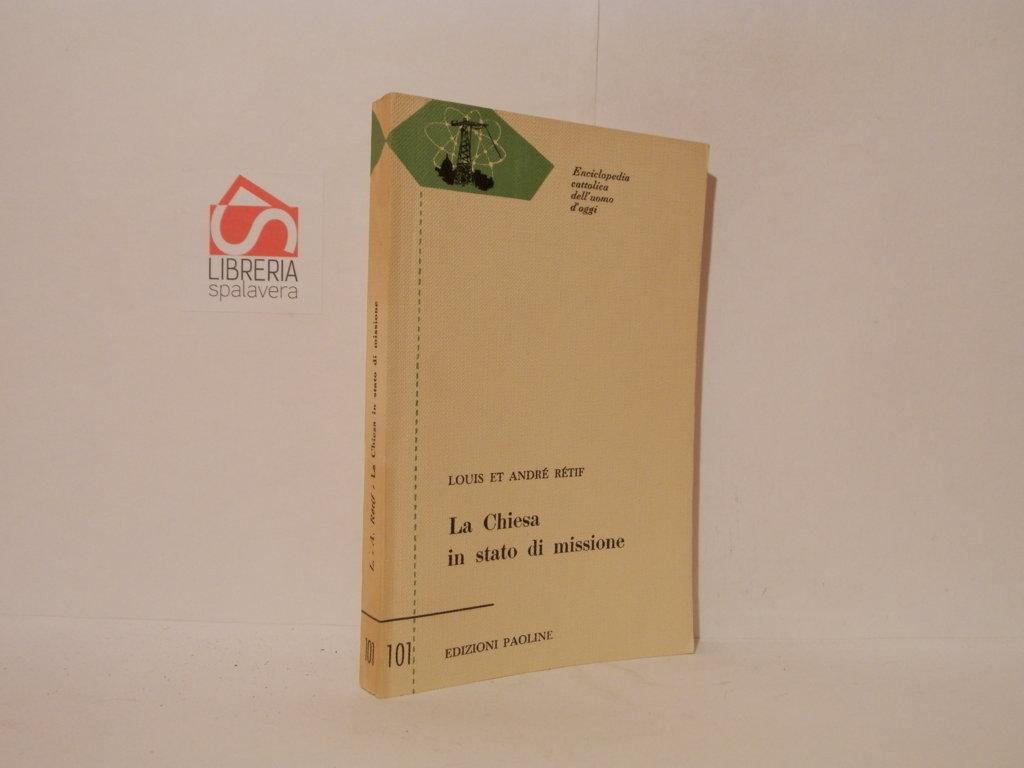 LIBRERIA
spalavera
Enciclopedia
cattolica
dell'uomo
d'oggi
LOUIS ET ANDRÉ RÉTIF
La Chiesa
in stato di missione
101
EDIZIONI PAOLINE
L. - A. Rétif - La Chiesa in stato di missione
101